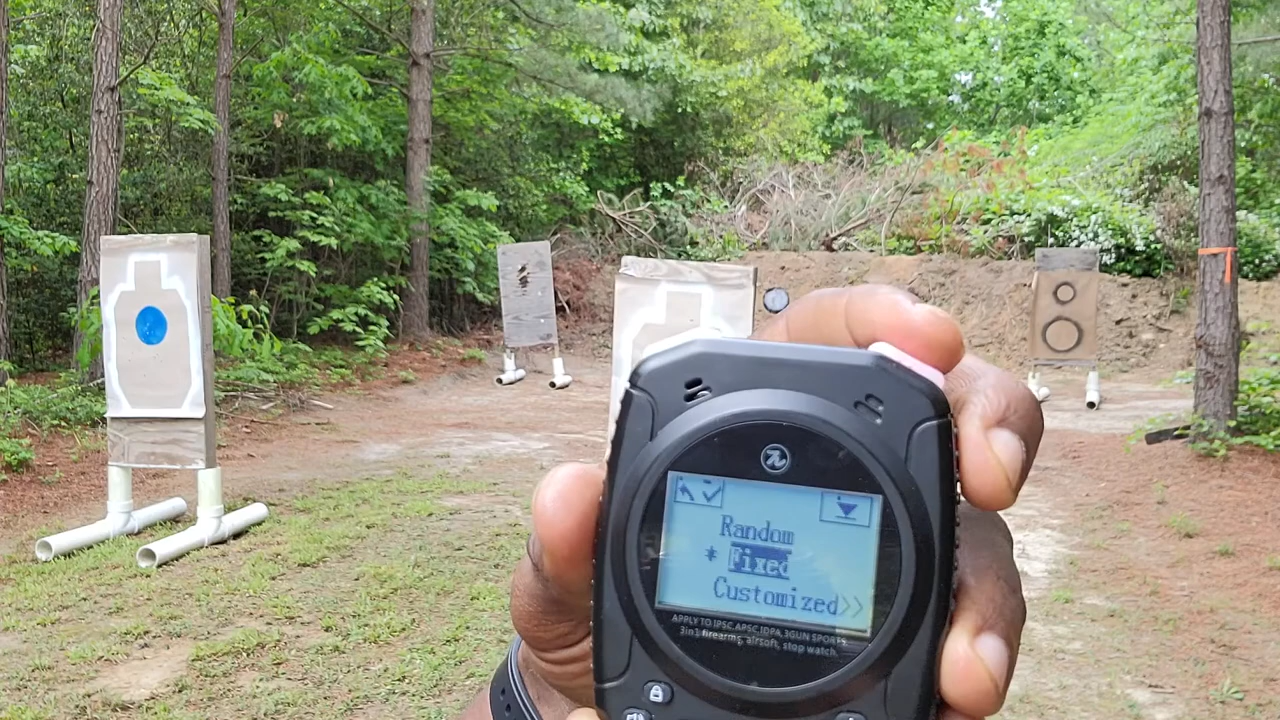 Random
* Fixed
Customized>>
APPLY TO IPSC,APSC,IDPA,3GUN SPORTS
3in1 firearms, airsoft, stop watch.